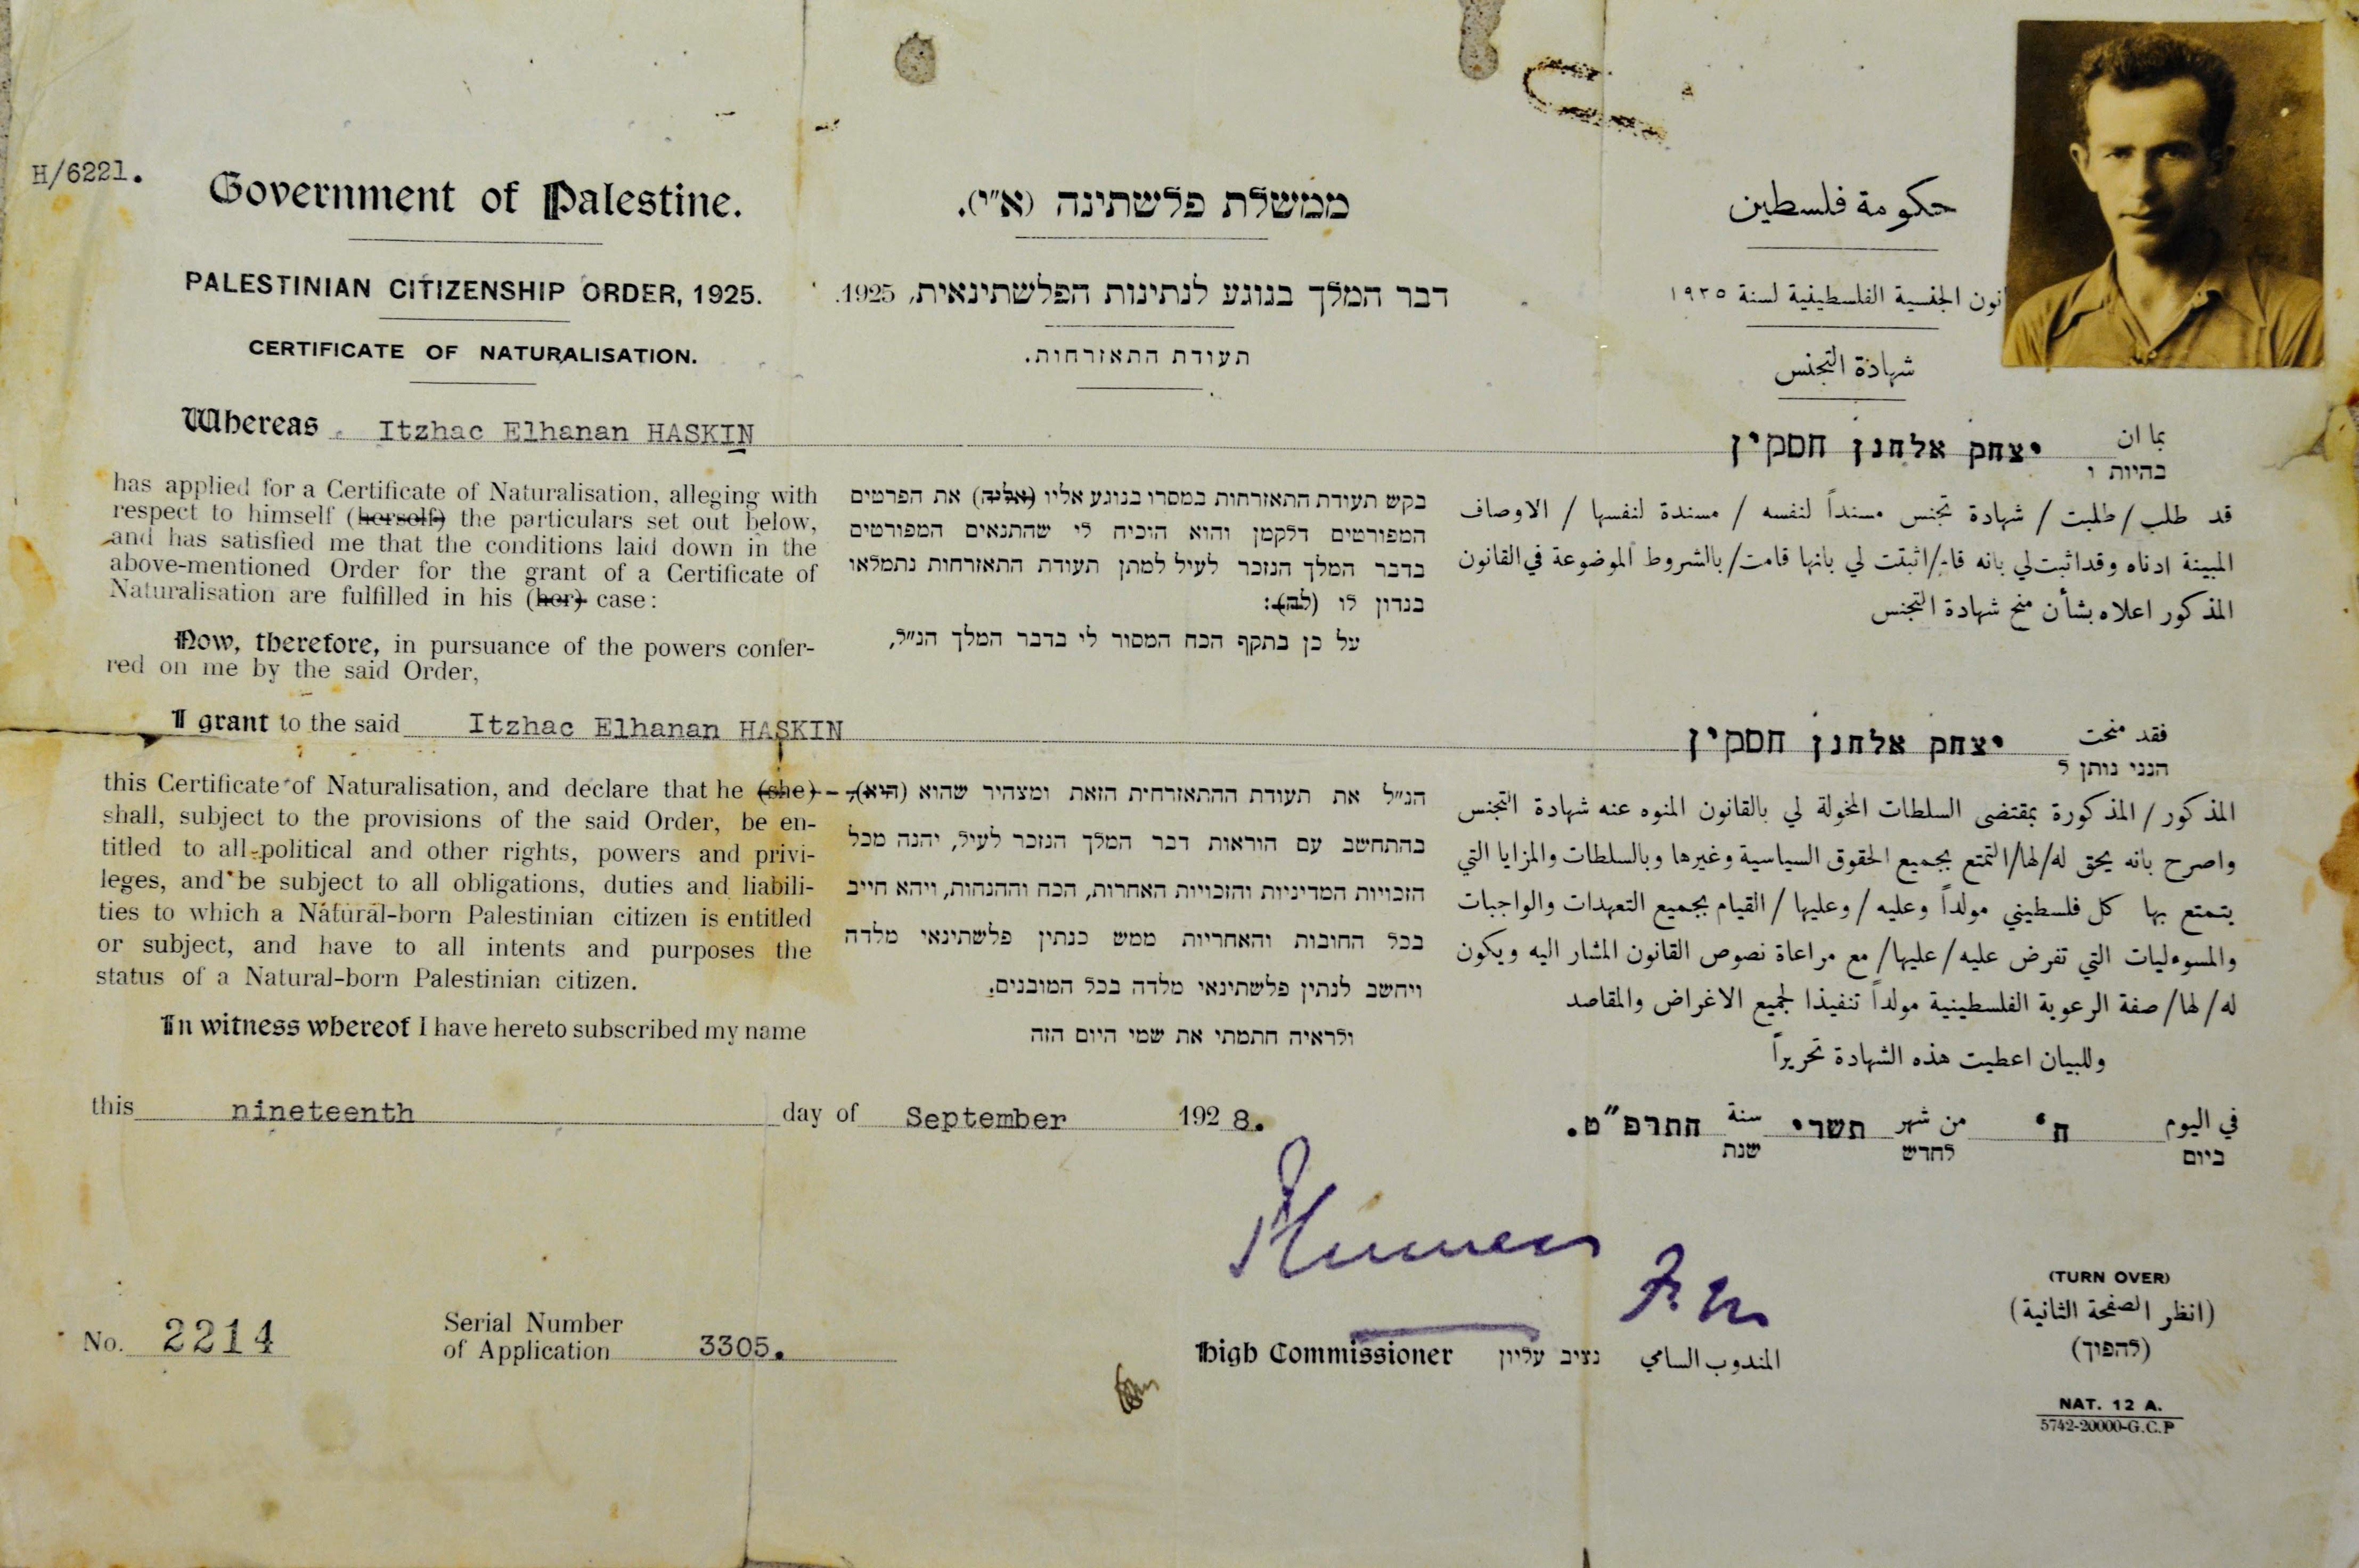 H/6221.
Government of Palestine.
PALESTINIAN CITIZENSHIP ORDER, 1925.
CERTIFICATE OF NATURALISATION.
ממשלת פלשתינה (א"י).
דבר המלך בנוגע לנתינות הפלשתינאית, 1925.
תעודת התאזרחות.
حكومة فلسطين
انون الجنسية الفلسطينية لسنة ١٩٢٥
شهادة التجنس
Whereas Itzhac Elhanan HASKIN
بما ان
בהיות ו
יצחק אלחנן חסקין
has applied for a Certificate of Naturalisation, alleging with
respect to himself (herself) the particulars set out below,
and has satisfied me that the conditions laid down in the
above-mentioned Order for the grant of a Certificate of
Naturalisation are fulfilled in his (her) case:
Now, therefore, in pursuance of the powers confer-
red on me by the said Order,
בקש תעודת התאזרחות במסרו בנוגע אליו (אליה) את הפרטים
המפורטים דלקמן והוא הוכיח לי שהתנאים המפורטים
בדבר המלך הנזכר לעיל למתן תעודת התאזרחות נתמלאו
בנדון לו (לה):
על כן בתקף הכח המסור לי בדבר המלך הנ"ל,
قد طلب/طلبت/ شهادة تجنس مسنداً لنفسه / مسندة لنفسها / الاوصاف
المبينة ادناه وقد اثبت لي بانه قام/اثبتت لي بانها قامت/بالشروط الموضوعة في القانون
المذكور اعلاه بشأن منح شهادة التجنس
I grant to the said Itzhac Elhanan HASKIN
فقد منحت
הנני נותן ל
יצחק אלחנן חסקין
this Certificate of Naturalisation, and declare that he (she)
shall, subject to the provisions of the said Order, be en-
titled to all political and other rights, powers and privi-
leges, and be subject to all obligations, duties and liabili-
ties to which a Natural-born Palestinian citizen is entitled
or subject, and have to all intents and purposes the
status of a Natural-born Palestinian citizen.
In witness whereof I have hereto subscribed my name
הנ"ל את תעודת ההתאזרחית הזאת ומצהיר שהוא (היא),
בהתחשב עם הוראות דבר המלך הנזכר לעיל, יהנה מכל
הזכויות המדיניות והזכויות האחרות, הכח וההנחות, ויהא חייב
בכל החובות והאחריות ממש כנתין פלשתינאי מלדה
ויחשב לנתין פלשתינאי מלדה בכל המובנים.
ולראיה חתמתי את שמי היום הזה
المذكور / المذكورة بمقتضى السلطات المخولة لي بالقانون المنوه عنه شهادة التجنس
واصرح بانه يحق له/لها/التمتع بجميع الحقوق السياسية وغيرها وبالسلطات والمزايا التي
يتمتع بها كل فلسطيني مولداً وعليه / وعليها / القيام بجميع التعهدات والواجبات
والمسوءليات التي تفرض عليه / عليها/ مع مراعاة نصوص القانون المشار اليه ويكون
له / لها/ صفة الرعوية الفلسطينية مولداً تنفيذا لجميع الاغراض والمقاصد
وللبيان اعطيت هذه الشهادة تحريراً
this nineteenth day of September 1928.
في اليوم من شهر سنة
ביום ח' לחדש תשרי שנת התרפ"ט.
No. 2214
Serial Number
of Application 3305.
High Commissioner נציב עליון المندوب السامي
(TURN OVER)
(انظر الصفحة الثانية)
(להפוך)
NAT. 12 A.
5742-20000-G.C.P